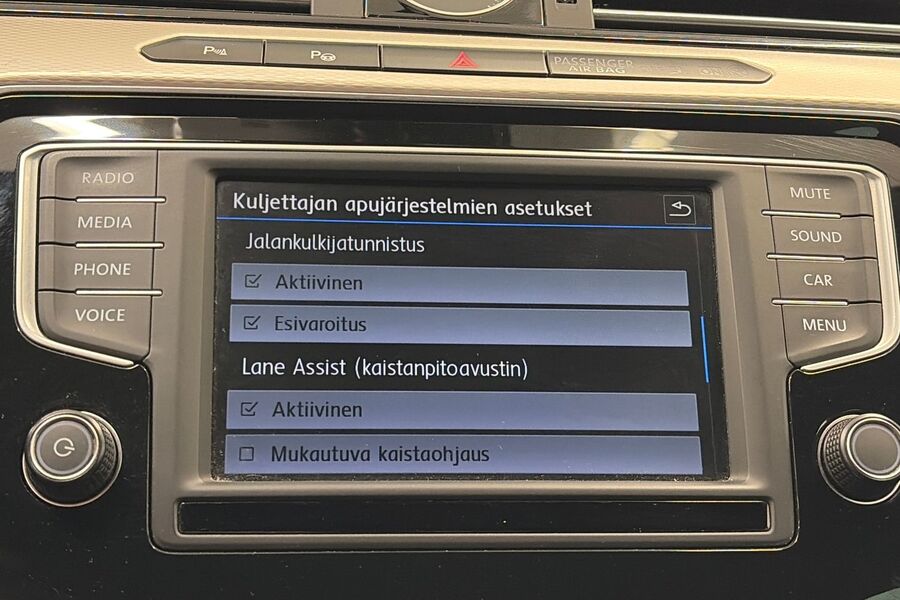 P
P
PASSENGER
AIR BAG
RADIO
MEDIA
PHONE
VOICE
Kuljettajan apujärjestelmien asetukset
Jalankulkijatunnistus
Aktiivinen
Esivaroitus
Lane Assist (kaistanpitoavustin)
Aktiivinen
Mukautuva kaistaohjaus
MUTE
SOUND
CAR
MENU